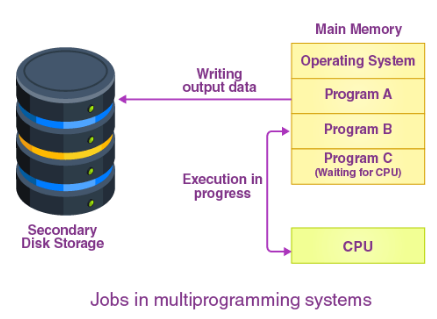 Main Memory
Operating System
Program A
Program B
Program C
(Waiting for CPU)
Writing
output data
Execution in
progress
Secondary
Disk Storage
CPU
Jobs in multiprogramming systems